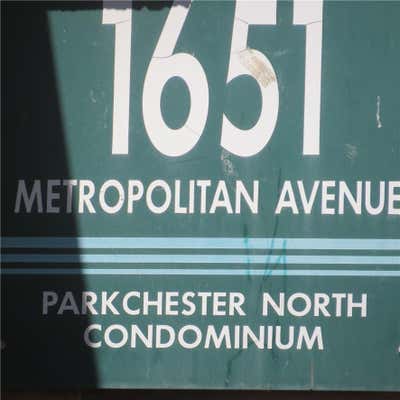 1651
METROPOLITAN AVENUE
PARKCHESTER NORTH
CONDOMINIUM